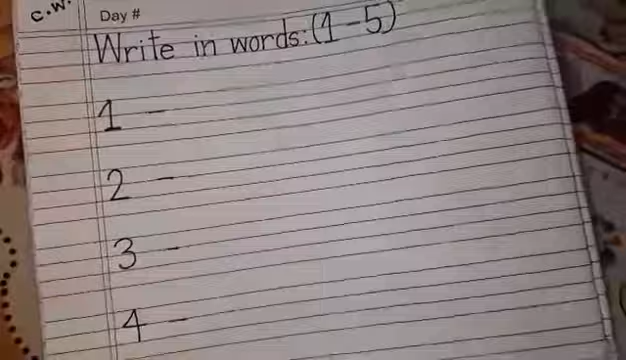 C.W.
Day #
Write in words:(1-5)
1 -
2 -
3 -
4 -